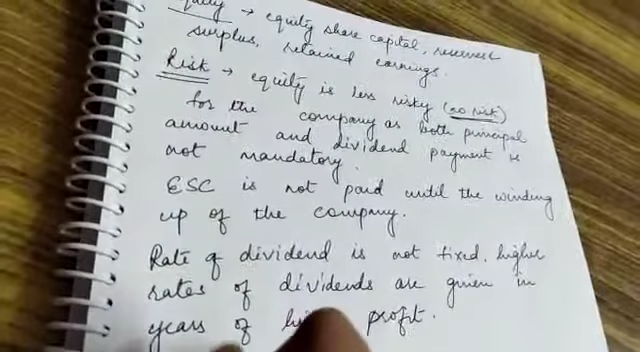 Equity → equity share capital, reserves &
surplus, retained earnings.
Risk → equity is less risky (no risk)
for the company as both principal
amount and dividend payment is
not mandatory.
ESC is not paid until the winding
up of the company.
Rate of dividend is not fixed. higher
rates of dividends are given in
years of profit.